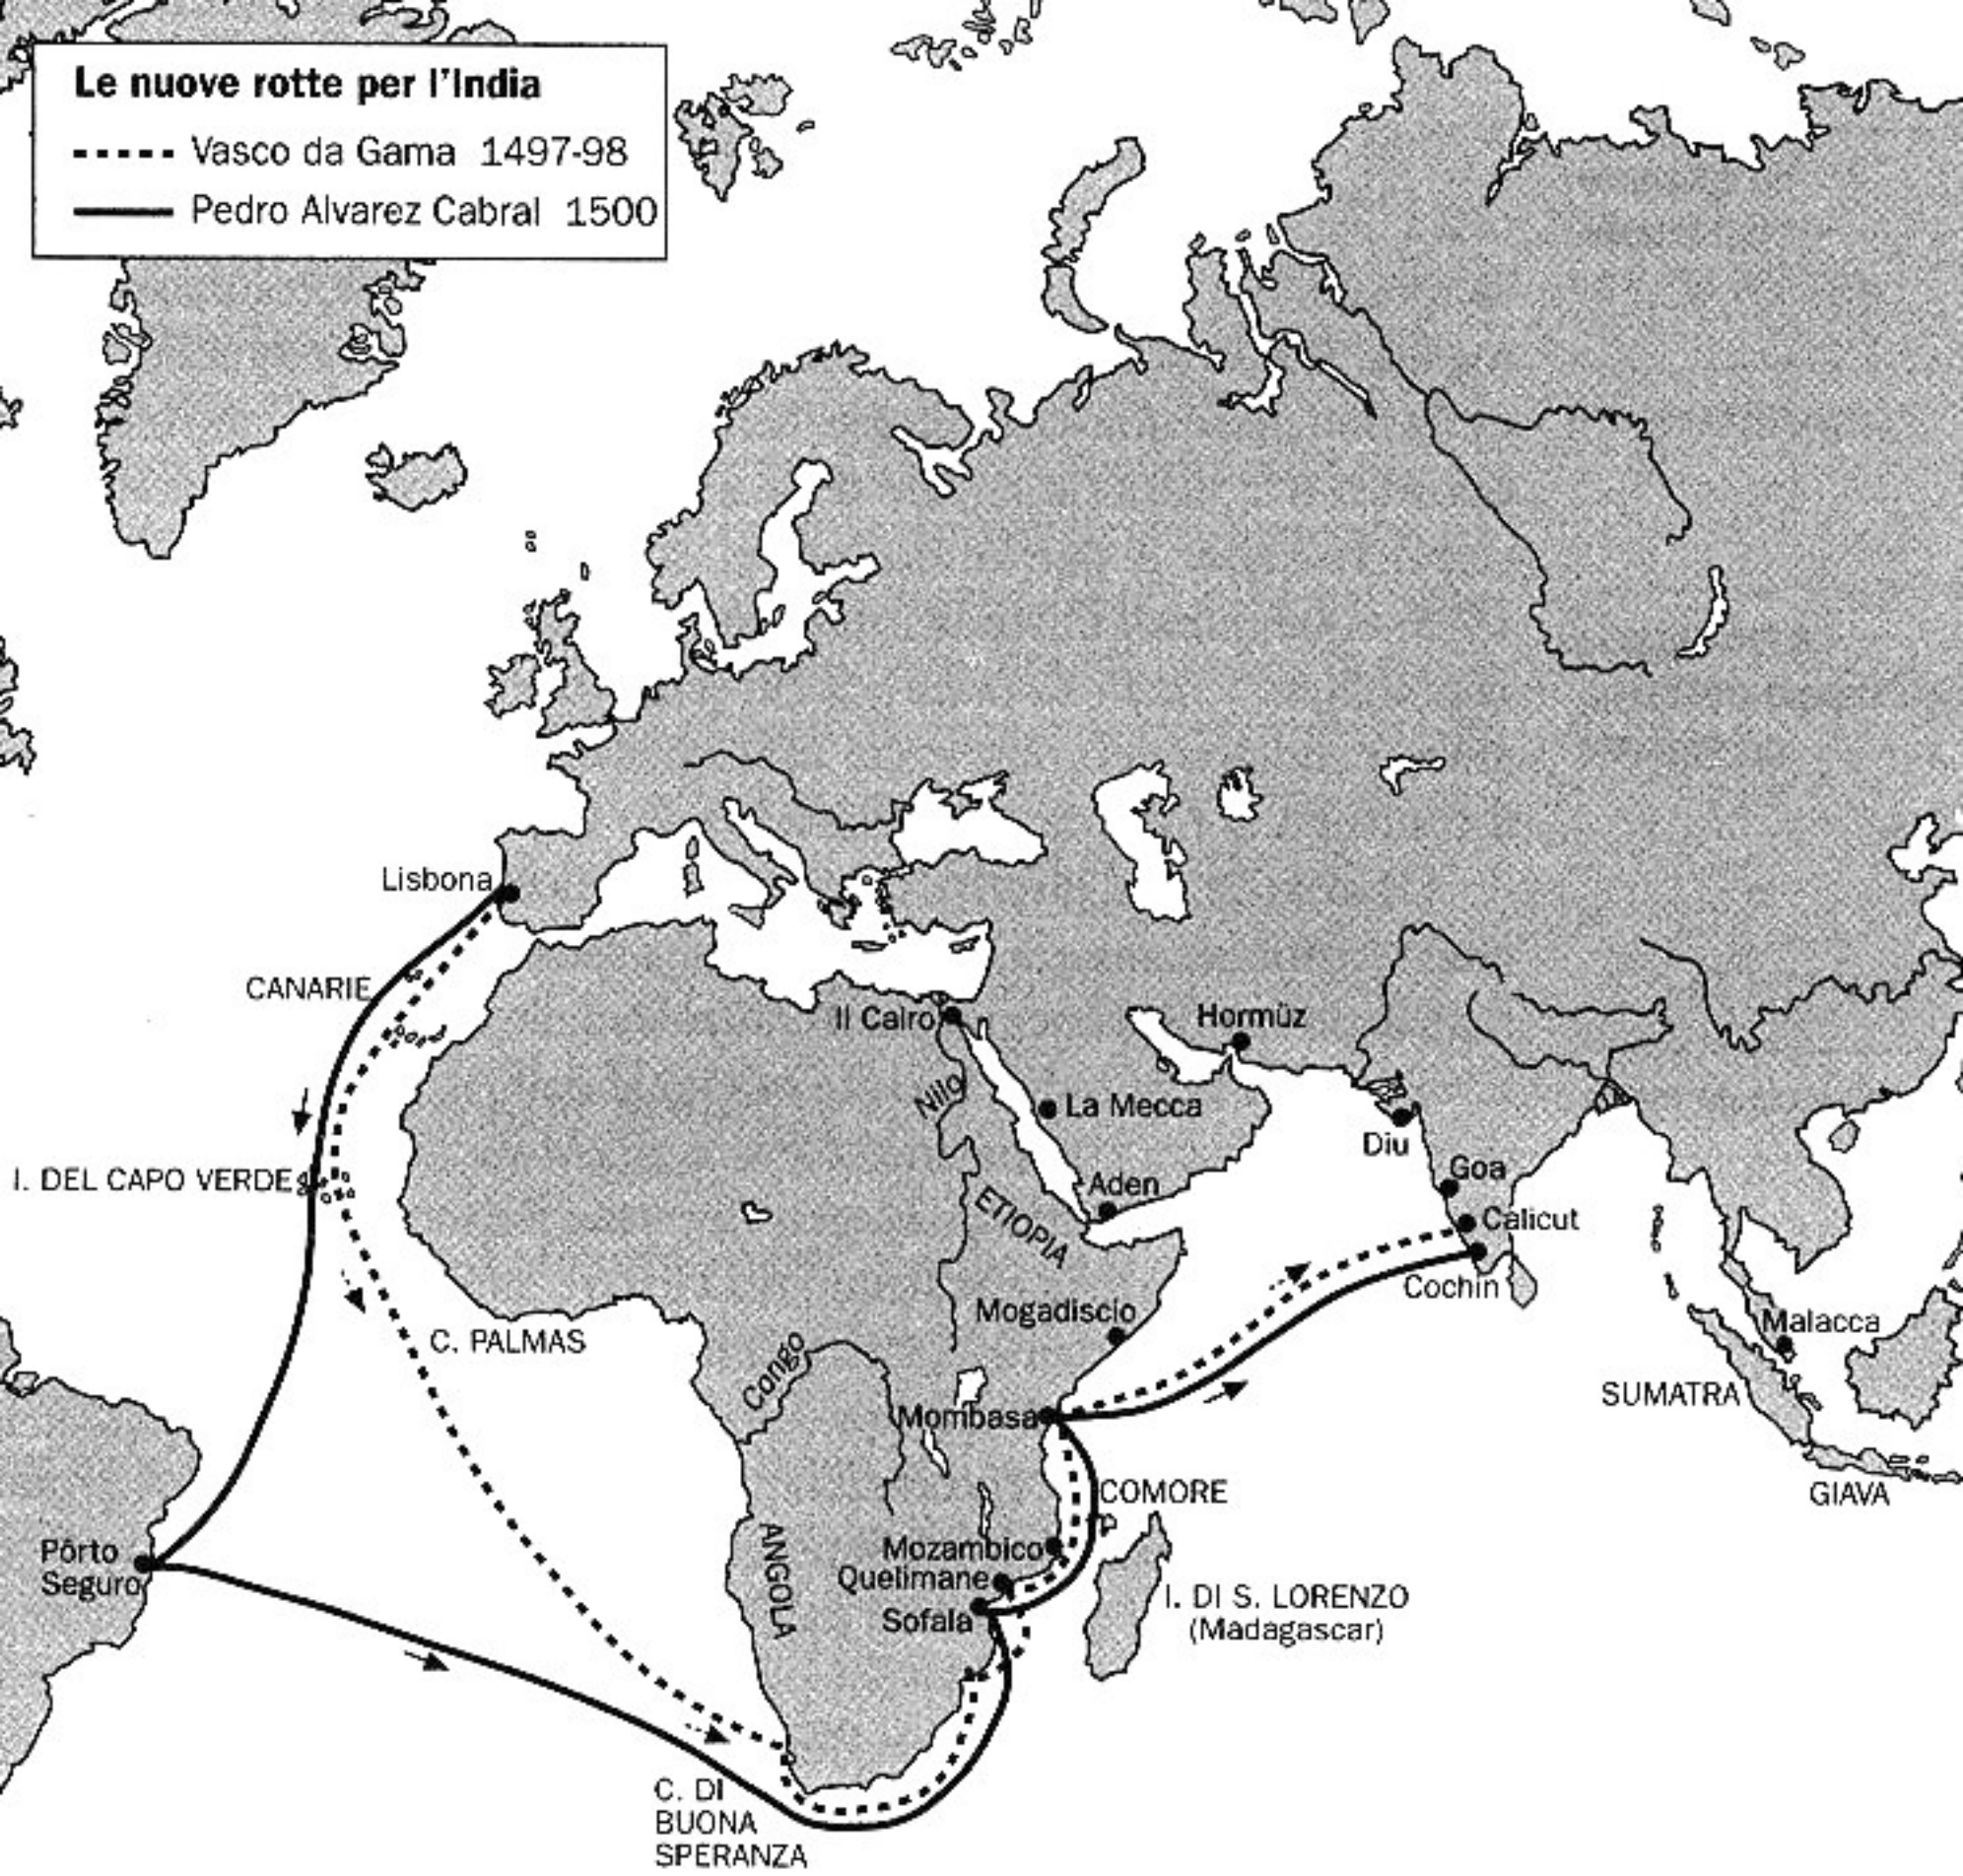 Le nuove rotte per l'India
Vasco da Gama 1497-98
Pedro Alvarez Cabral 1500
Lisbona
CANARIE
Il Cairo
Hormüz
Nilo
La Mecca
Diu
I. DEL CAPO VERDE
Aden
Goa
ETIOPIA
Calicut
Cochin
Mogadiscio
C. PALMAS
Malacca
Congo
SUMATRA
Mombasa
COMORE
GIAVA
Pôrto
Seguro
ANGOLA
Mozambico
Quelimane
Sofala
I. DI S. LORENZO
(Madagascar)
C. DI
BUONA
SPERANZA